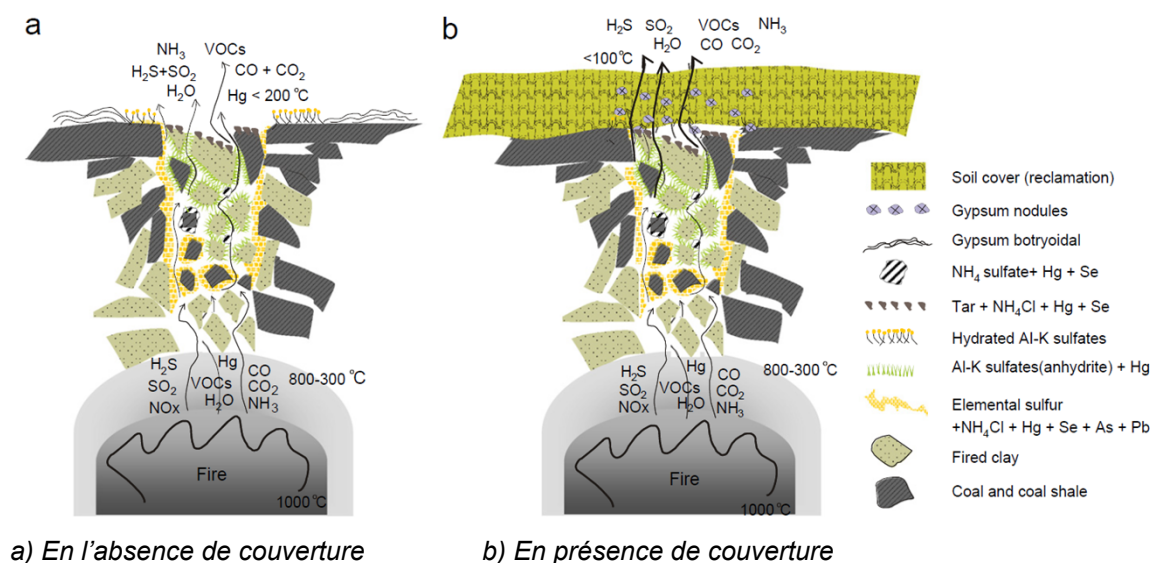 a
NH₃
VOCs
H₂S+SO₂
CO + CO₂
H₂O
Hg < 200 °C
H₂S
Hg
CO
800-300 °C
SO₂
VOCs
CO₂
NOx
H₂O
NH₃
Fire
1000 °C
b
H₂S
SO₂
VOCs
NH₃
H₂O
CO
CO₂
<100°C
H₂S
Hg
CO
800-300 °C
SO₂
VOCs
CO₂
NOx
H₂O
NH₃
Fire
1000 °C
Soil cover (reclamation)
Gypsum nodules
Gypsum botryoidal
NH₄ sulfate+ Hg + Se
Tar + NH₄Cl + Hg + Se
Hydrated Al-K sulfates
Al-K sulfates(anhydrite) + Hg
Elemental sulfur
+NH₄Cl + Hg + Se + As + Pb
Fired clay
Coal and coal shale
a) En l’absence de couverture
b) En présence de couverture